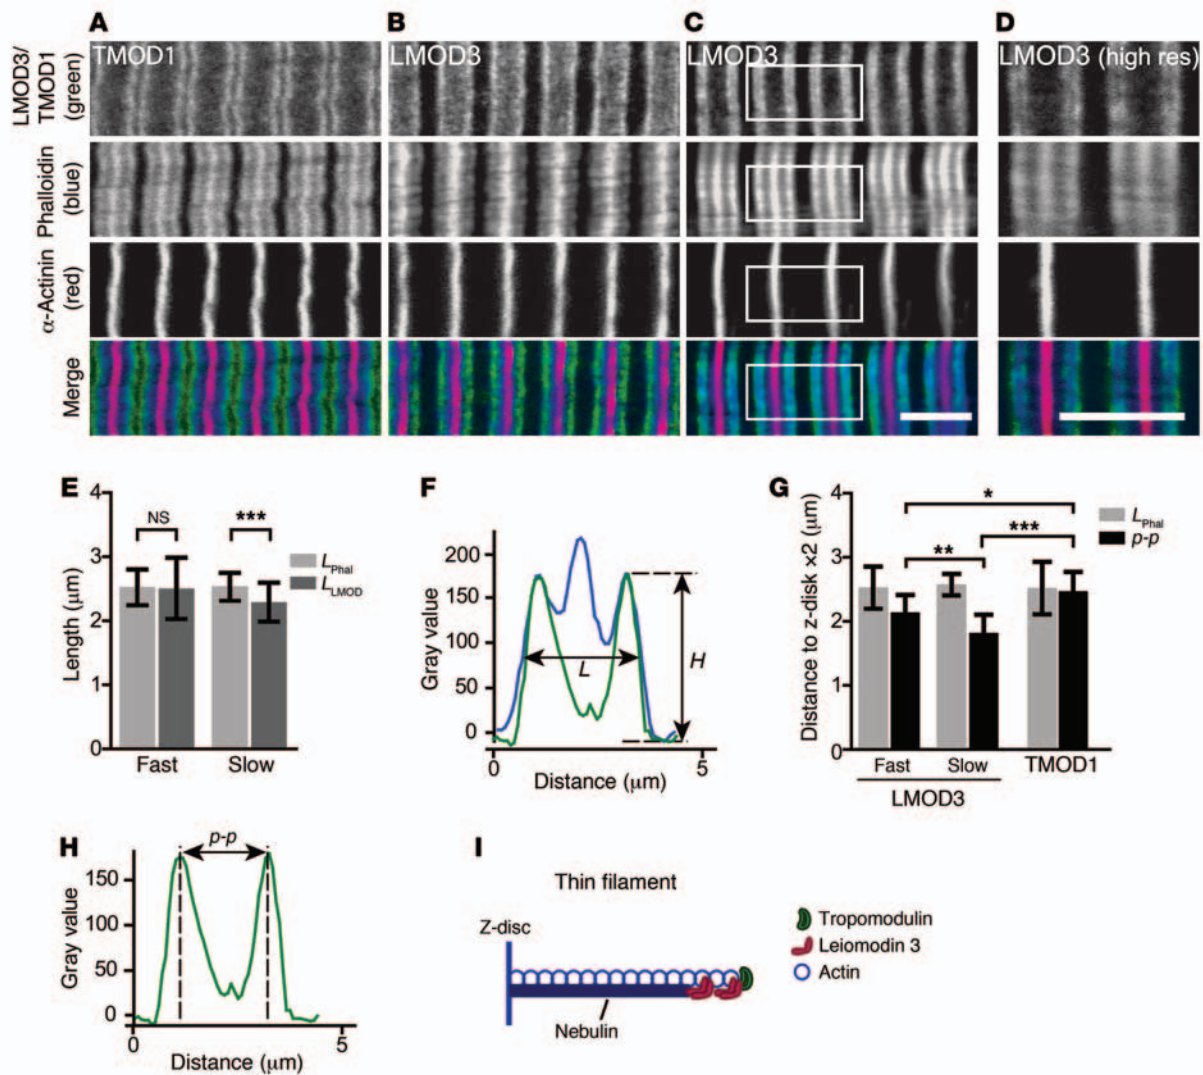 A
B
C
D
LMOD3/
TMOD1
(green)
TMOD1
LMOD3
LMOD3
LMOD3 (high res)
Phalloidin
(blue)
α-Actinin
(red)
Merge
E
Length (μm)
4
3
2
1
0
NS
***
L Phal
L LMOD
Fast
Slow
F
Gray value
200
150
100
50
0
L
H
0
5
Distance (μm)
G
Distance to z-disk ×2 (μm)
4
3
2
1
0
*
**
***
L Phal
p-p
Fast
Slow
TMOD1
LMOD3
H
Gray value
150
100
50
0
p-p
0
5
Distance (μm)
I
Thin filament
Z-disc
Nebulin
Tropomodulin
Leiomodin 3
Actin